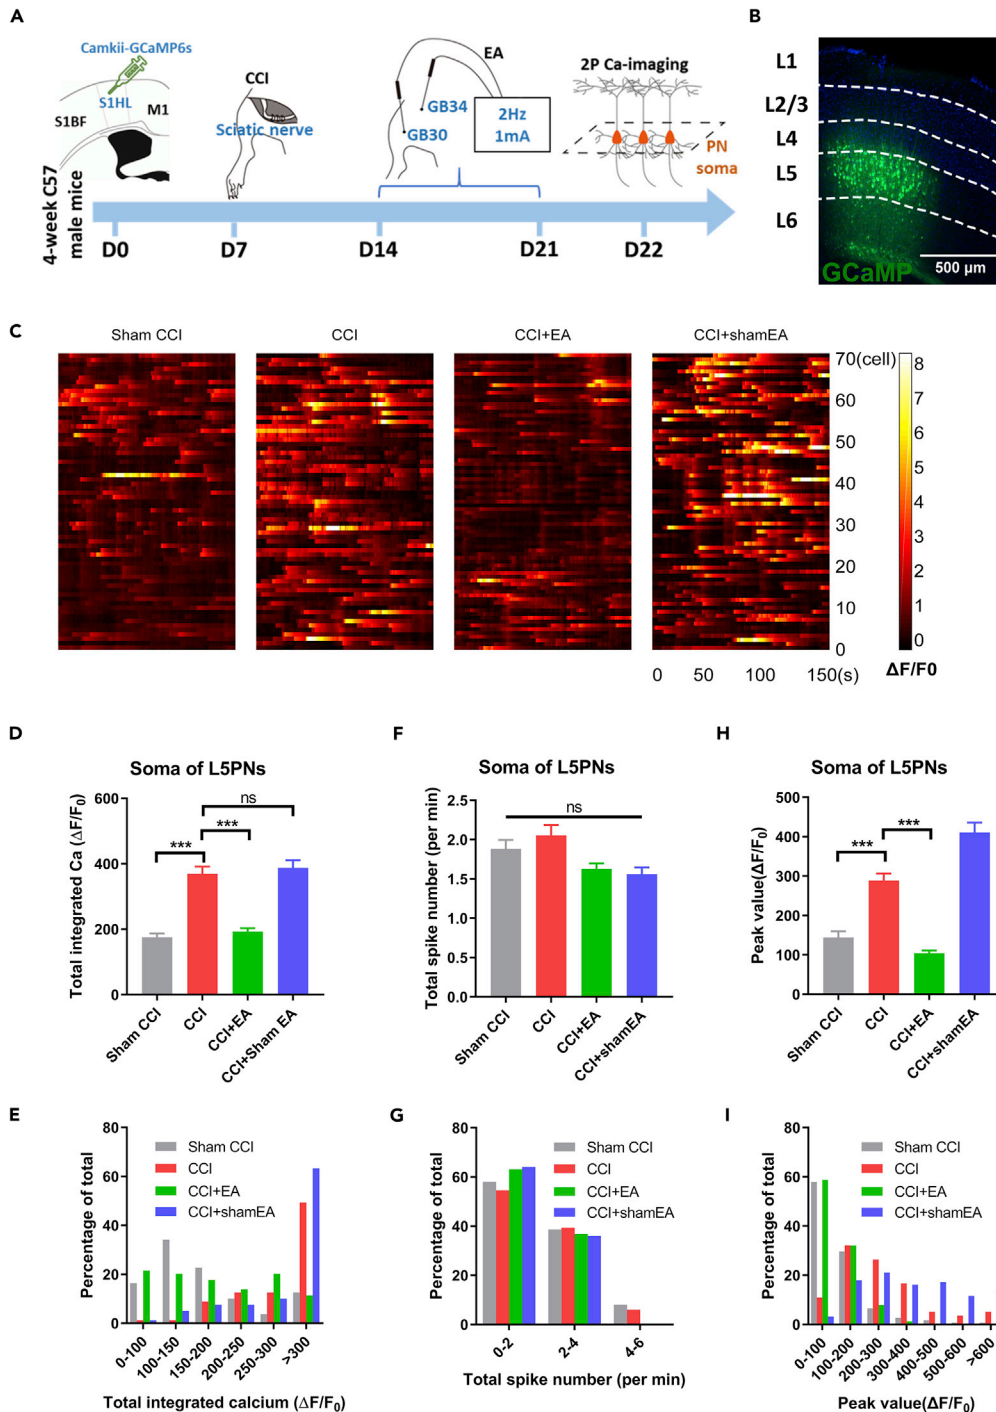 A
Camkii-GCaMP6s
S1HL
S1BF
M1
CCI
Sciatic nerve
EA
GB34
GB30
2Hz
1mA
2P Ca-imaging
PN
soma
4-week C57
male mice
D0
D7
D14
D21
D22
B
L1
L2/3
L4
L5
L6
GCaMP
500 µm
C
Sham CCI
CCI
CCI+EA
CCI+shamEA
70(cell)
60
50
40
30
20
10
0
0 50 100 150(s)
8
7
6
5
4
3
2
1
0
ΔF/F0
D
Soma of L5PNs
Total integrated Ca (ΔF/F0)
600
400
200
0
***
***
ns
Sham CCI
CCI
CCI+EA
CCI+Sham EA
F
Soma of L5PNs
Total spike number (per min)
2.5
2.0
1.5
1.0
0.5
0.0
ns
Sham CCI
CCI
CCI+EA
CCI+shamEA
H
Soma of L5PNs
Peak value(ΔF/F0)
500
400
300
200
100
0
***
***
Sham CCI
CCI
CCI+EA
CCI+shamEA
E
Percentage of total
80
60
40
20
0
Sham CCI
CCI
CCI+EA
CCI+shamEA
0-100
100-150
150-200
200-250
250-300
>300
Total integrated calcium (ΔF/F0)
G
Percentage of total
80
60
40
20
0
Sham CCI
CCI
CCI+EA
CCI+shamEA
0-2
2-4
4-6
Total spike number (per min)
I
Percentage of total
80
60
40
20
0
Sham CCI
CCI
CCI+EA
CCI+shamEA
0-100
100-200
200-300
300-400
400-500
500-600
>600
Peak value(ΔF/F0)